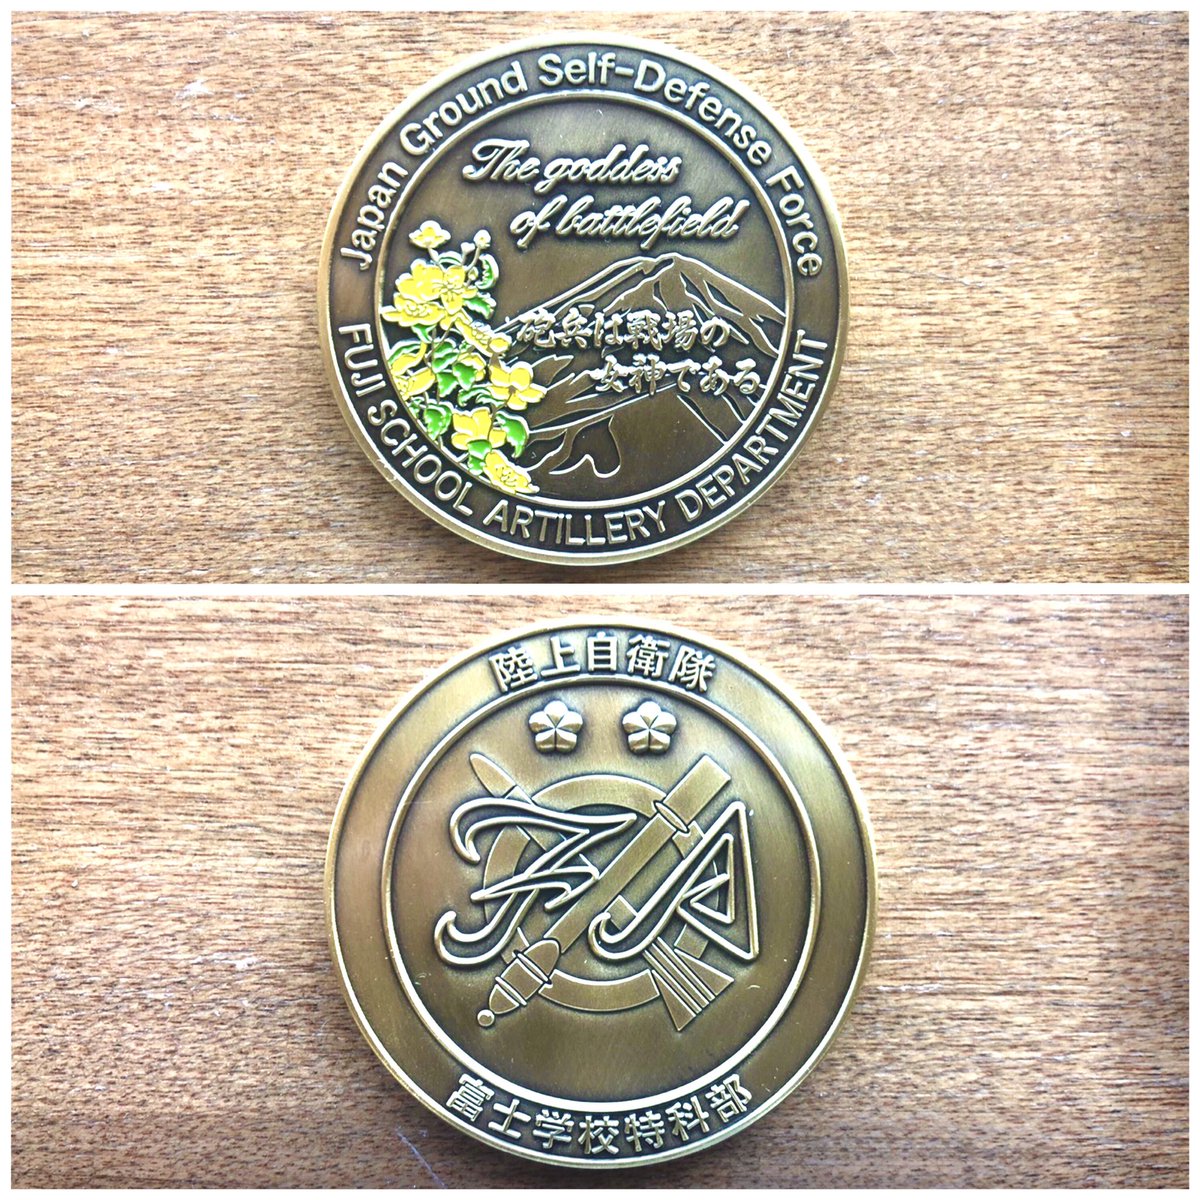 Japan Ground Self-Defense Force
The goddess
of battlefield
砲兵は戦場の
女神である
FUJI SCHOOL ARTILLERY DEPARTMENT
陸上自衛隊
FA
富士学校特科部